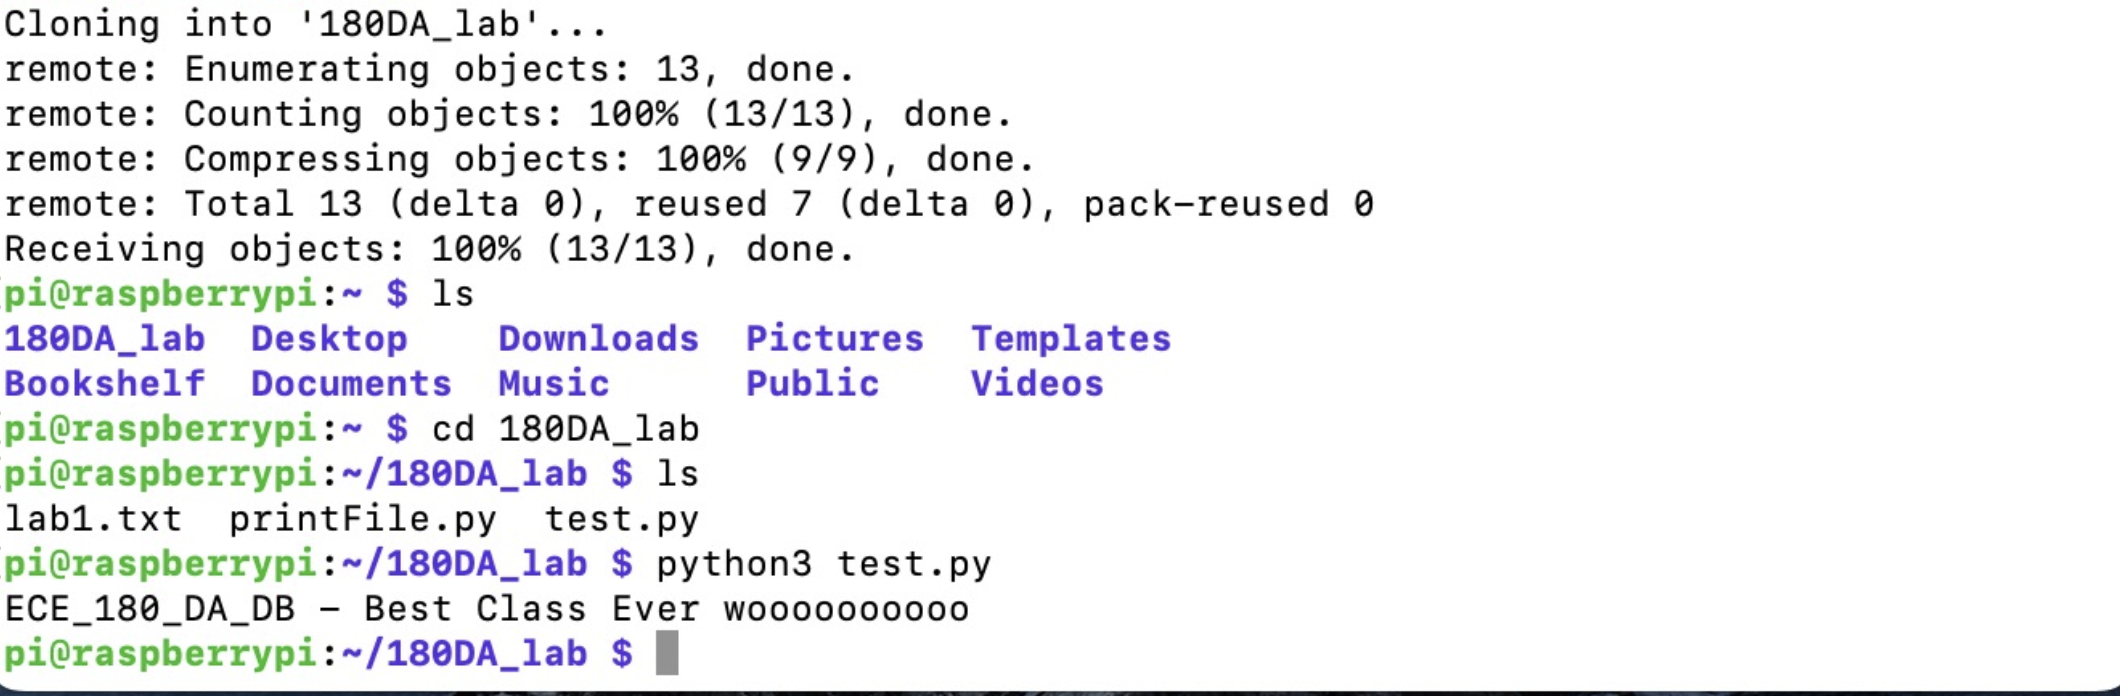 Cloning into '180DA_lab'...
remote: Enumerating objects: 13, done.
remote: Counting objects: 100% (13/13), done.
remote: Compressing objects: 100% (9/9), done.
remote: Total 13 (delta 0), reused 7 (delta 0), pack-reused 0
Receiving objects: 100% (13/13), done.
pi@raspberrypi:~ $ ls
180DA_lab  Desktop    Downloads  Pictures  Templates
Bookshelf  Documents  Music      Public    Videos
pi@raspberrypi:~ $ cd 180DA_lab
pi@raspberrypi:~/180DA_lab $ ls
lab1.txt  printFile.py  test.py
pi@raspberrypi:~/180DA_lab $ python3 test.py
ECE_180_DA_DB - Best Class Ever woooooooooo
pi@raspberrypi:~/180DA_lab $